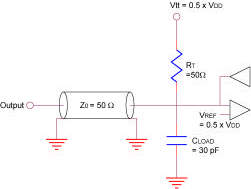 Vtt = 0.5 x VDD
RT
=50Ω
Output
Z0 = 50 Ω
VREF
= 0.5 x VDD
CLOAD
= 30 pF